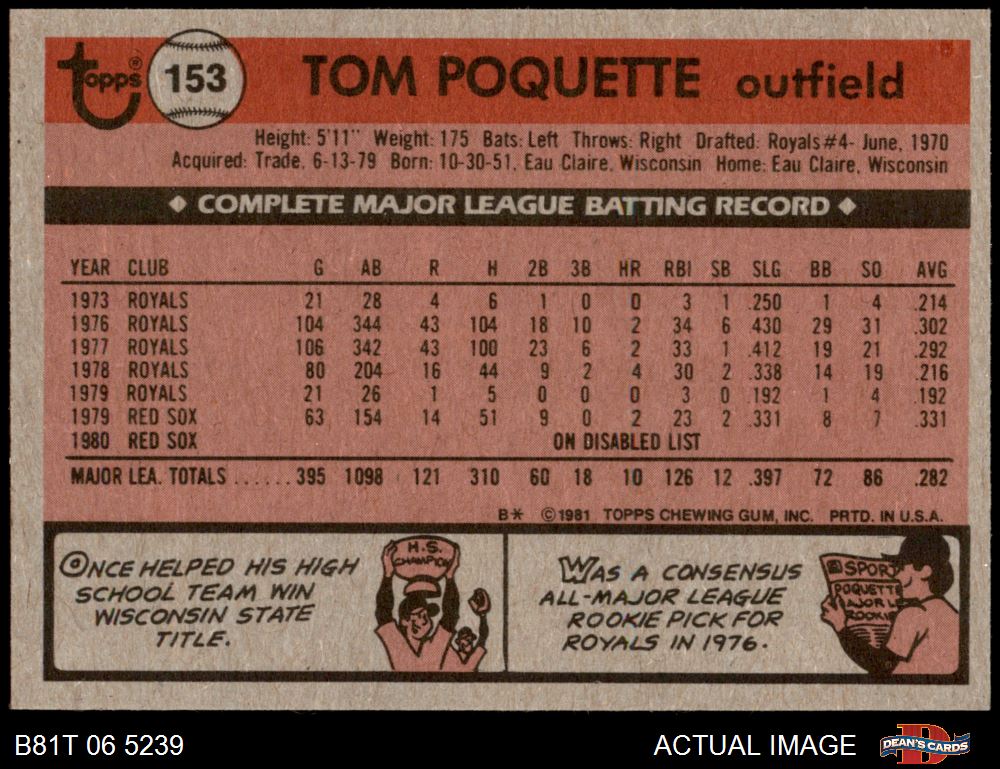 topps® 153 TOM POQUETTE outfield
Height: 5'11" Weight: 175 Bats: Left Throws: Right Drafted: Royals #4- June, 1970
Acquired: Trade, 6-13-79 Born: 10-30-51, Eau Claire, Wisconsin Home: Eau Claire, Wisconsin
COMPLETE MAJOR LEAGUE BATTING RECORD
YEAR CLUB G AB R H 2B 3B HR RBI SB SLG BB SO AVG
1973 ROYALS 21 28 4 6 1 0 0 3 1 .250 1 4 .214
1976 ROYALS 104 344 43 104 18 10 2 34 6 .430 29 31 .302
1977 ROYALS 106 342 43 100 23 6 2 33 1 .412 19 21 .292
1978 ROYALS 80 204 16 44 9 2 4 30 2 .338 14 19 .216
1979 ROYALS 21 26 1 5 0 0 0 3 0 .192 1 4 .192
1979 RED SOX 63 154 14 51 9 0 2 23 2 .331 8 7 .331
1980 RED SOX ON DISABLED LIST
MAJOR LEA. TOTALS ...... 395 1098 121 310 60 18 10 126 12 .397 72 86 .282
B* ©1981 TOPPS CHEWING GUM, INC. PRTD. IN U.S.A.
ONCE HELPED HIS HIGH
SCHOOL TEAM WIN
WISCONSIN STATE
TITLE.
H.S.
CHAMPION
WAS A CONSENSUS
ALL-MAJOR LEAGUE
ROOKIE PICK FOR
ROYALS IN 1976.
SPORT
POQUETTE
MAJOR L
ROOKIE
B81T 06 5239 ACTUAL IMAGE DEAN'S CARDS